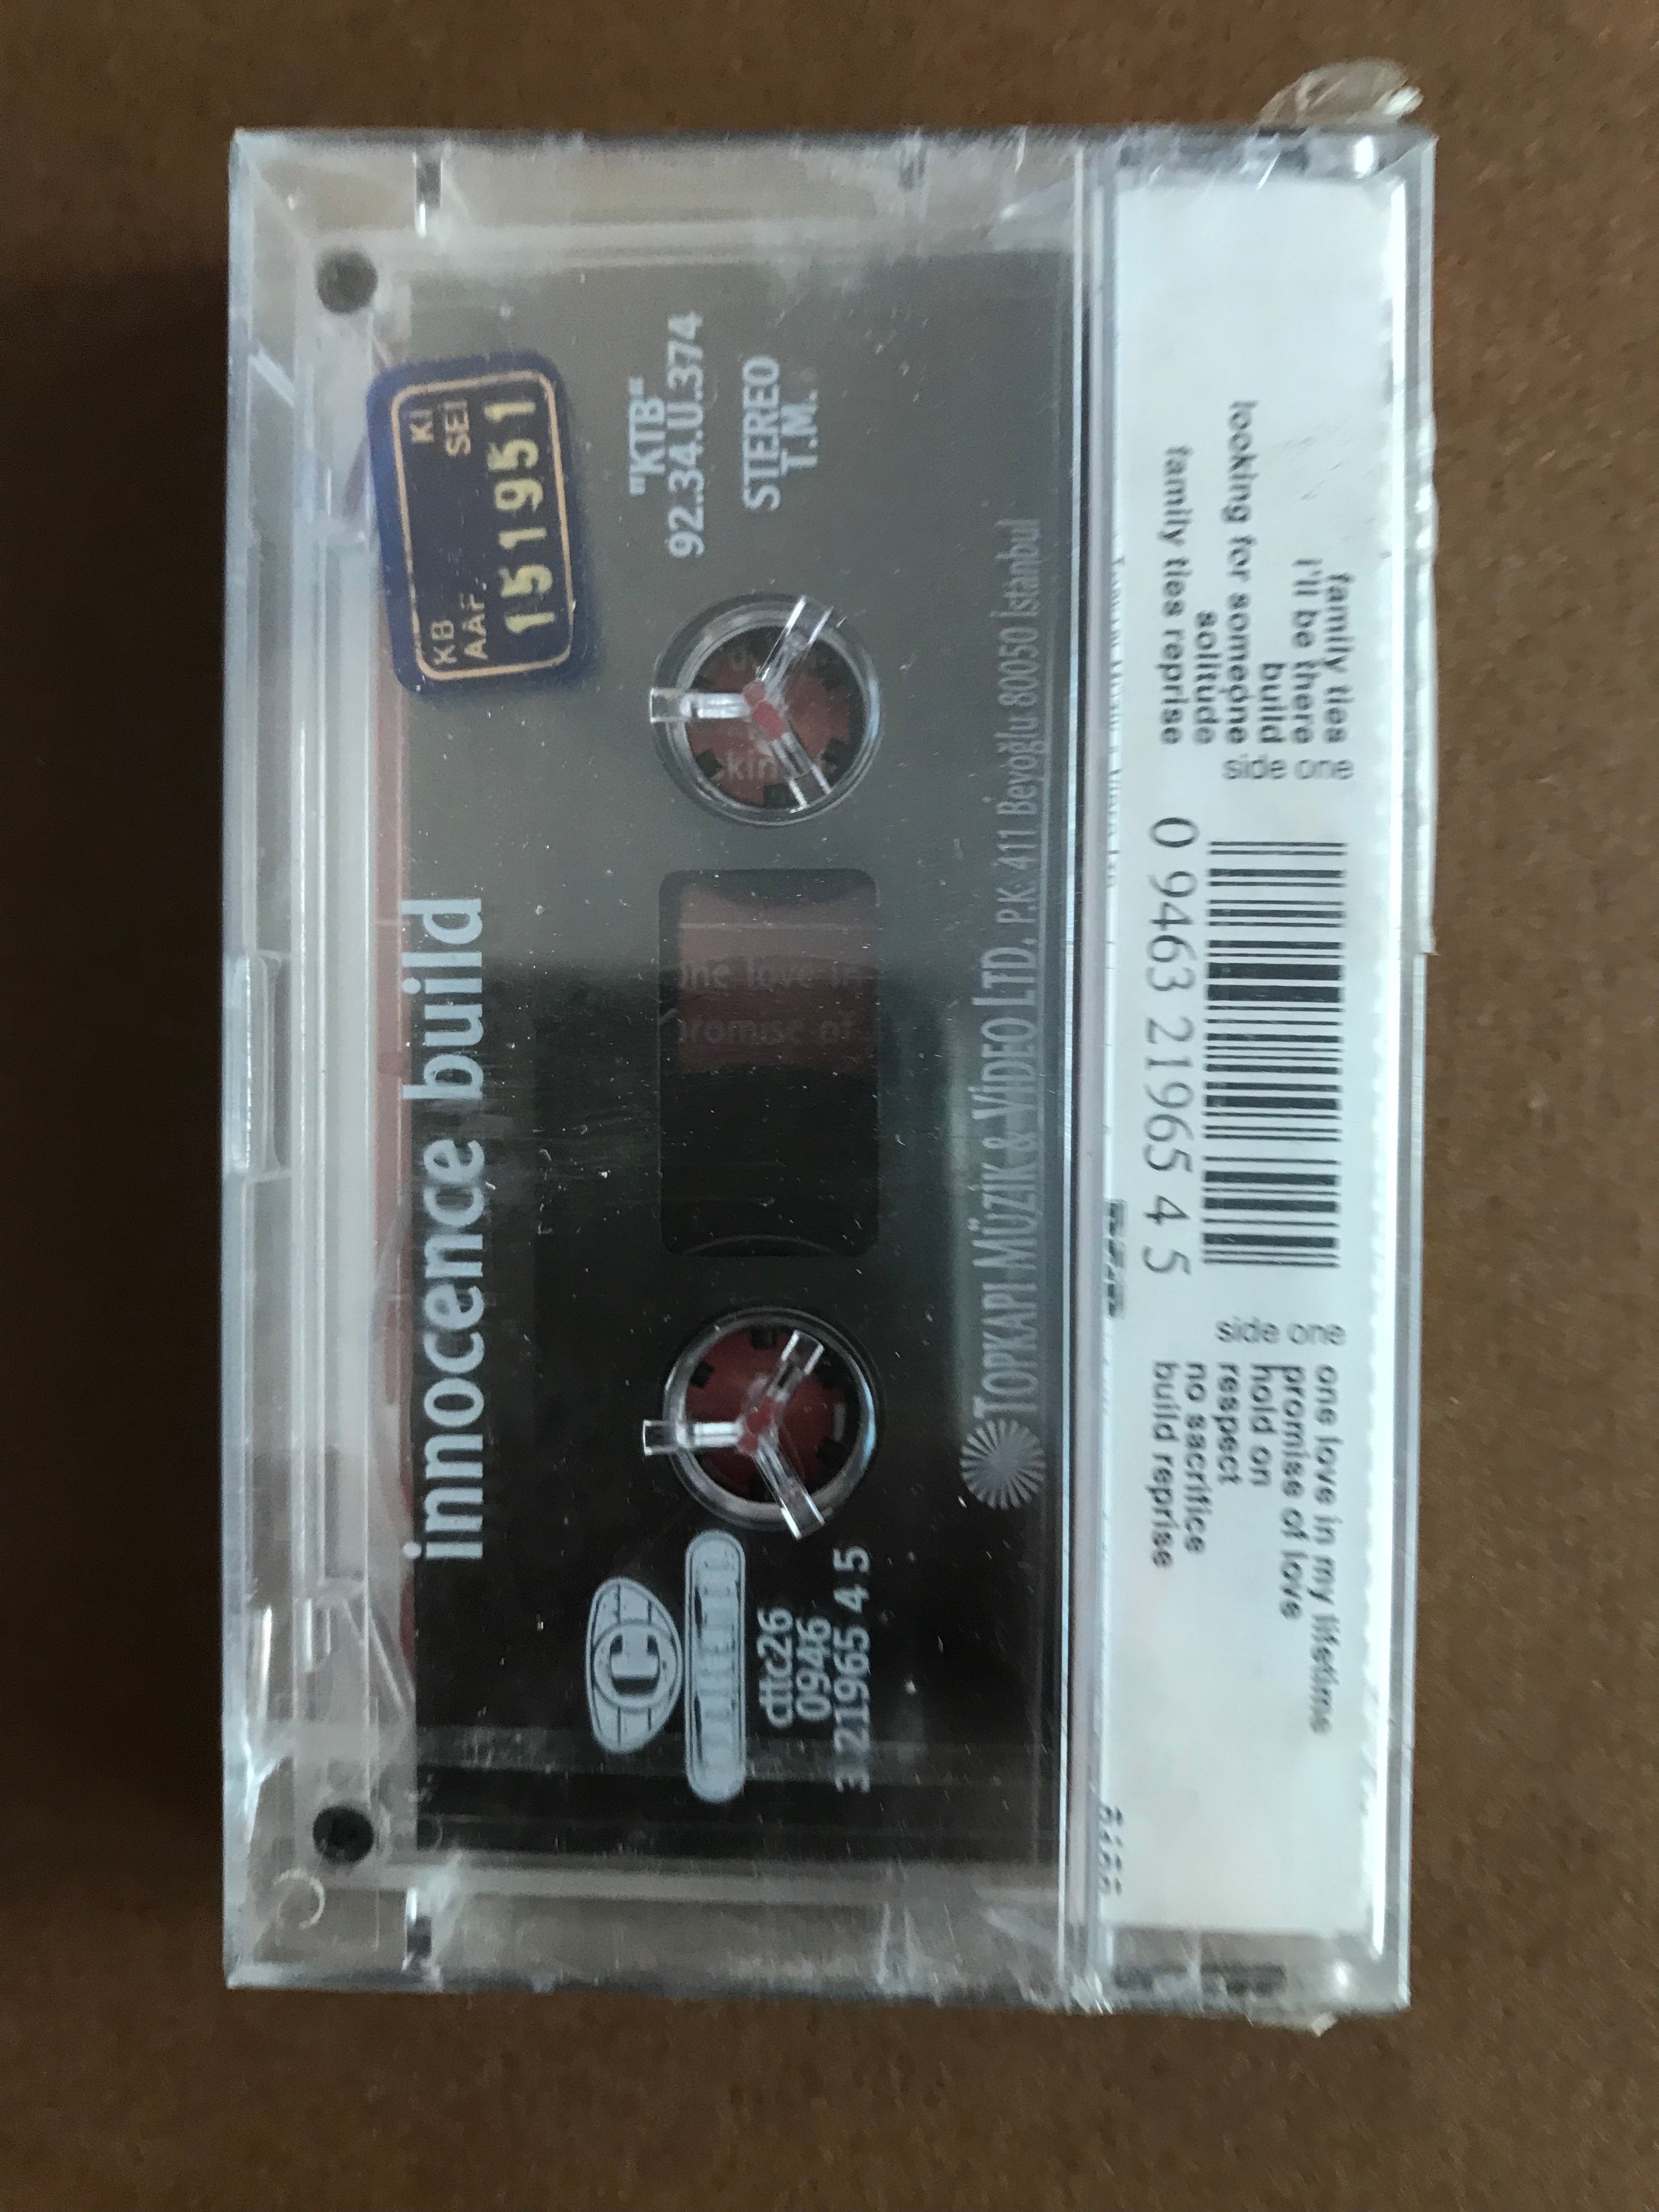 innocence build
KB KI
AAF. SEI
151951
"KTB"
92.34.U.374
STEREO
T.M.
C
dttc26
0946
3 21965 4 5
TOPKAPI MÜZİK & VİDEO LTD. P.K. 411 Beyoğlu 80050 İstanbul
one love in
promise of
family ties
i'll be there
build
looking for someone
solitude
family ties reprise
side one
0 9463 21965 4 5
side one
one love in my lifetime
promise of love
hold on
respect
no sacrifice
build reprise